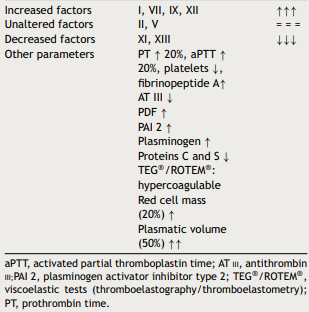 Increased factors I, VII, IX, XII ↑↑↑
Unaltered factors II, V = = =
Decreased factors XI, XIII ↓↓↓
Other parameters PT ↑ 20%, aPTT ↑
20%, platelets ↓,
fibrinopeptide A↑
AT III ↓
PDF ↑
PAI 2 ↑
Plasminogen ↑
Proteins C and S ↓
TEG®/ROTEM®:
hypercoagulable
Red cell mass
(20%) ↑
Plasmatic volume
(50%) ↑↑
aPTT, activated partial thromboplastin time; AT III, antithrombin
III;PAI 2, plasminogen activator inhibitor type 2; TEG®/ROTEM®,
viscoelastic tests (thromboelastography/thromboelastometry);
PT, prothrombin time.